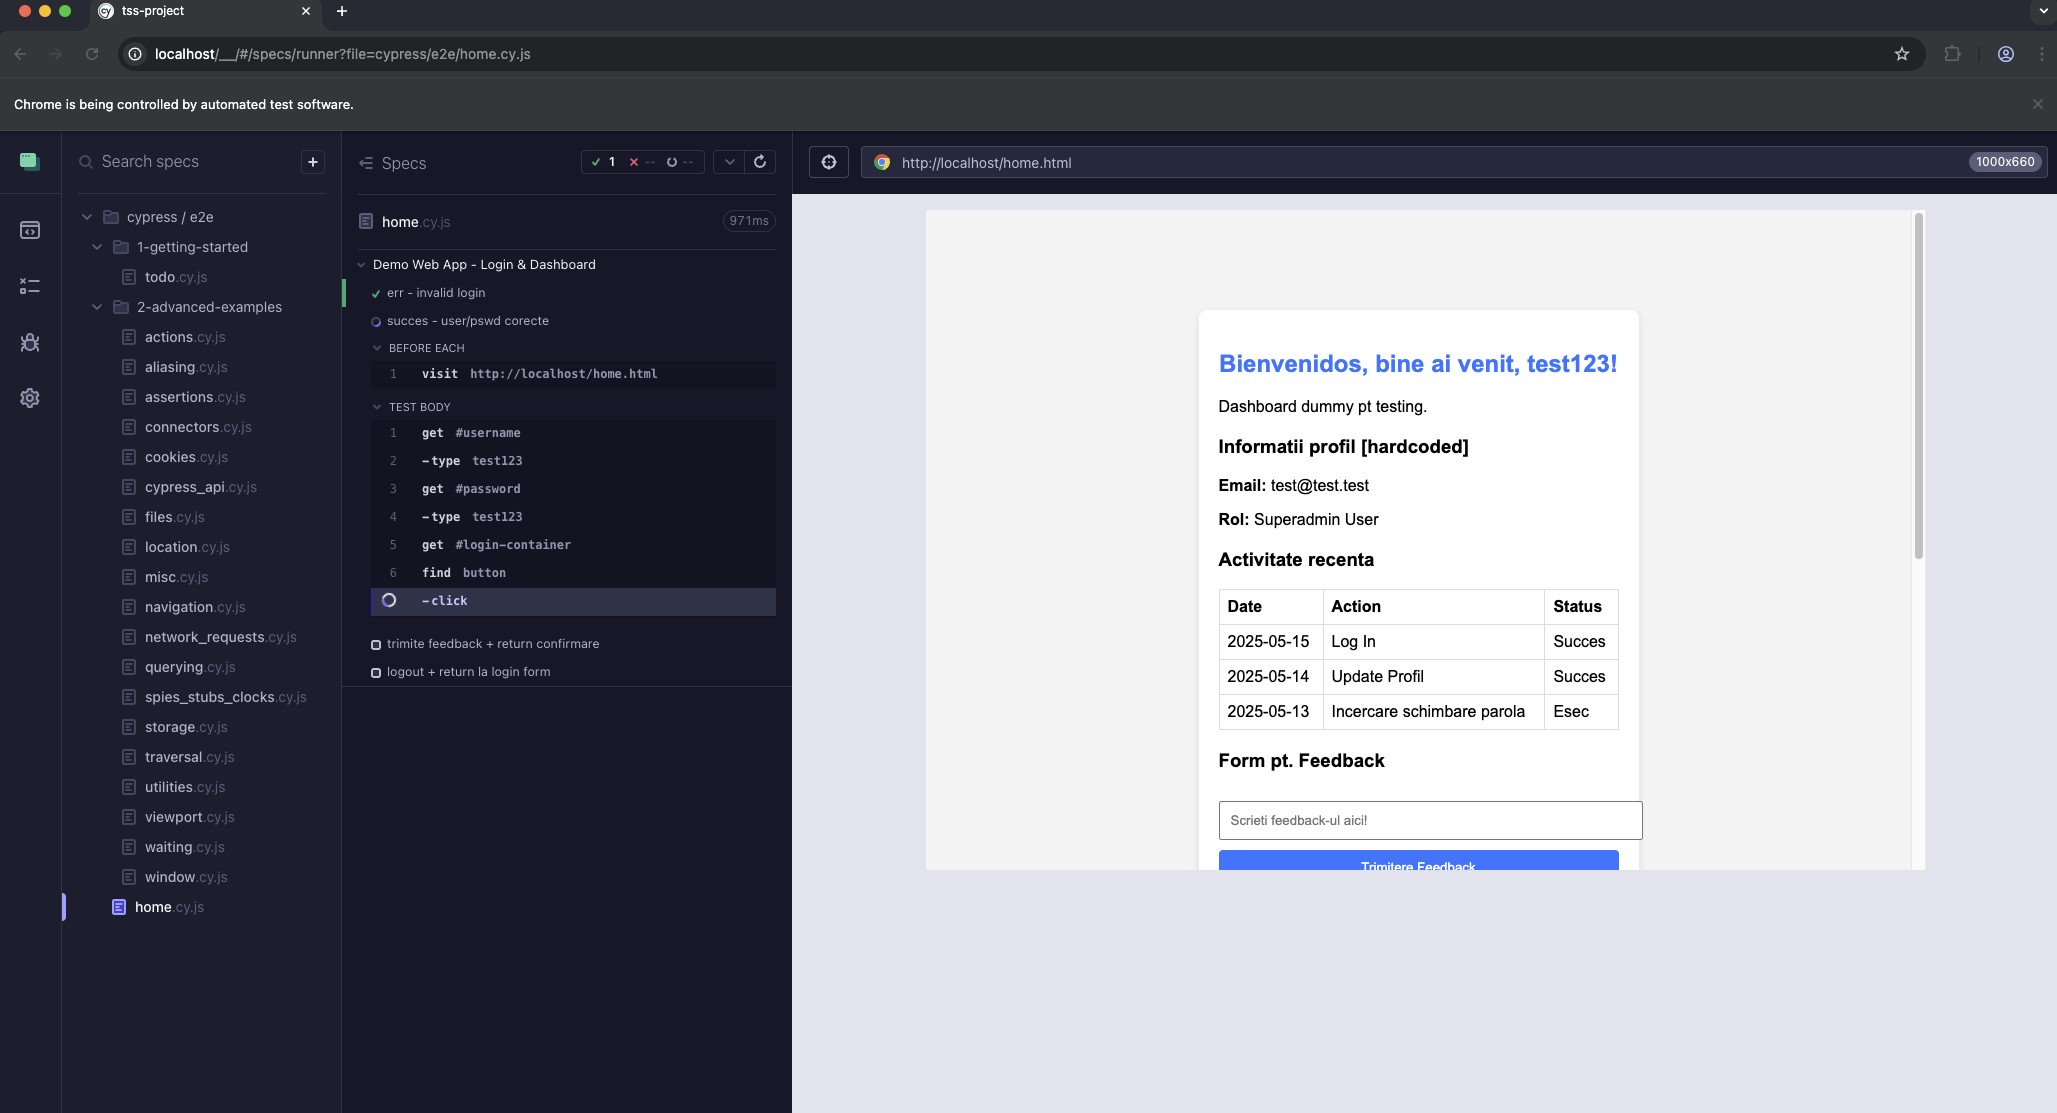 tss-project
localhost/__/#/specs/runner?file=cypress/e2e/home.cy.js
Chrome is being controlled by automated test software.
Search specs
cypress / e2e
1-getting-started
todo.cy.js
2-advanced-examples
actions.cy.js
aliasing.cy.js
assertions.cy.js
connectors.cy.js
cookies.cy.js
cypress_api.cy.js
files.cy.js
location.cy.js
misc.cy.js
navigation.cy.js
network_requests.cy.js
querying.cy.js
spies_stubs_clocks.cy.js
storage.cy.js
traversal.cy.js
utilities.cy.js
viewport.cy.js
waiting.cy.js
window.cy.js
home.cy.js
Specs
1 -- --
home.cy.js 971ms
Demo Web App - Login & Dashboard
err - invalid login
succes - user/pswd corecte
BEFORE EACH
1 visit http://localhost/home.html
TEST BODY
1 get #username
2 -type test123
3 get #password
4 -type test123
5 get #login-container
6 find button
-click
trimite feedback + return confirmare
logout + return la login form
http://localhost/home.html 1000x660
Bienvenidos, bine ai venit, test123!
Dashboard dummy pt testing.
Informatii profil [hardcoded]
Email: test@test.test
Rol: Superadmin User
Activitate recenta
Date Action Status
2025-05-15 Log In Succes
2025-05-14 Update Profil Succes
2025-05-13 Incercare schimbare parola Esec
Form pt. Feedback
Scrieti feedback-ul aici!
Trimitere Feedback